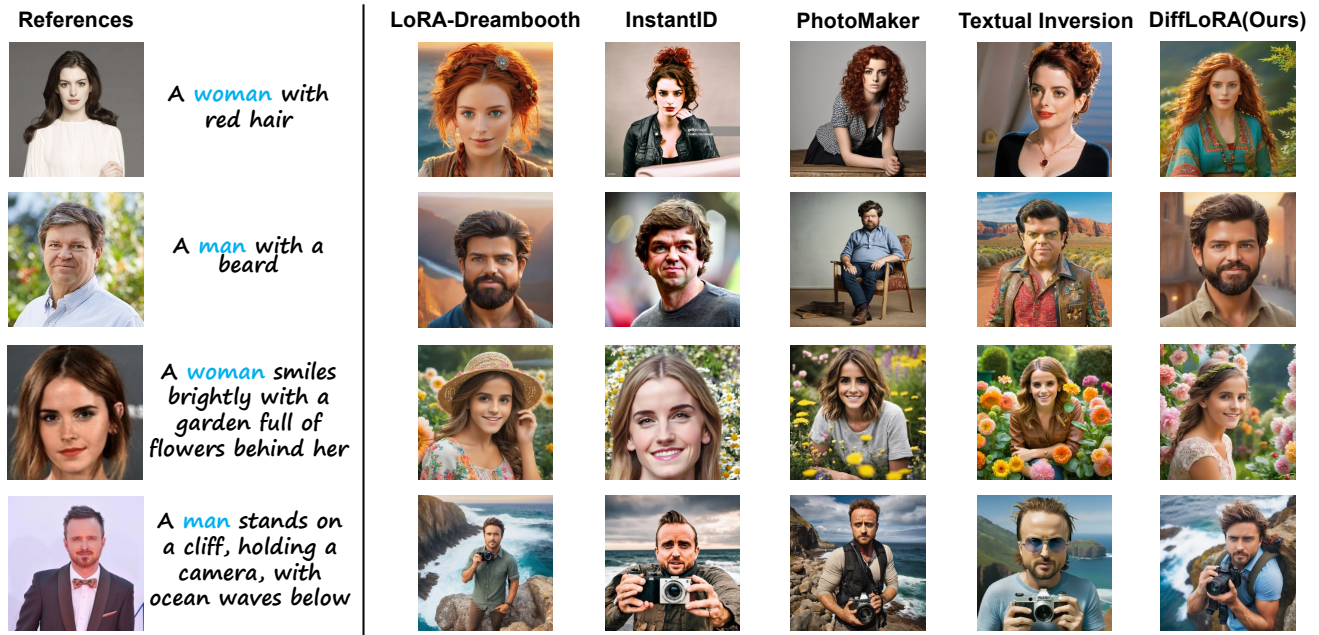 References
LoRA-Dreambooth
InstantID
PhotoMaker
Textual Inversion
DiffLoRA(Ours)
A woman with
red hair
A man with a
beard
A woman smiles
brightly with a
garden full of
flowers behind her
A man stands on
a cliff, holding a
camera, with
ocean waves below